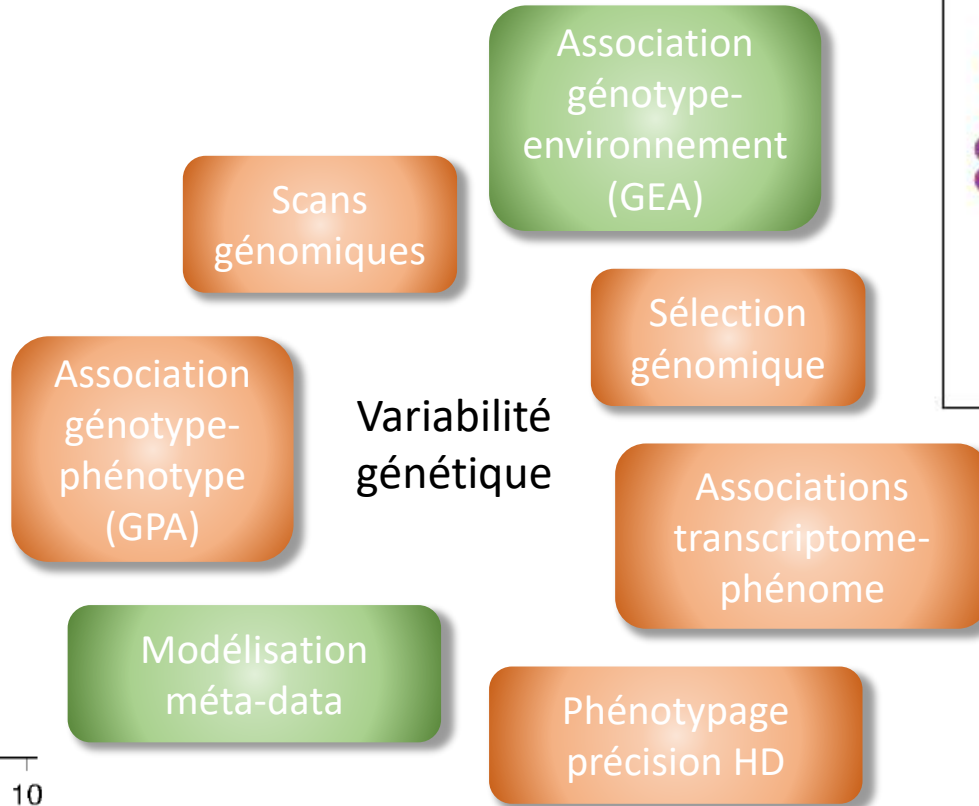 Association
génotype-
environnement
(GEA)
Scans
génomiques
Sélection
génomique
Association
génotype-
phénotype
(GPA)
Variabilité
génétique
Associations
transcriptome-
phénome
Modélisation
méta-data
Phénotypage
précision HD
10